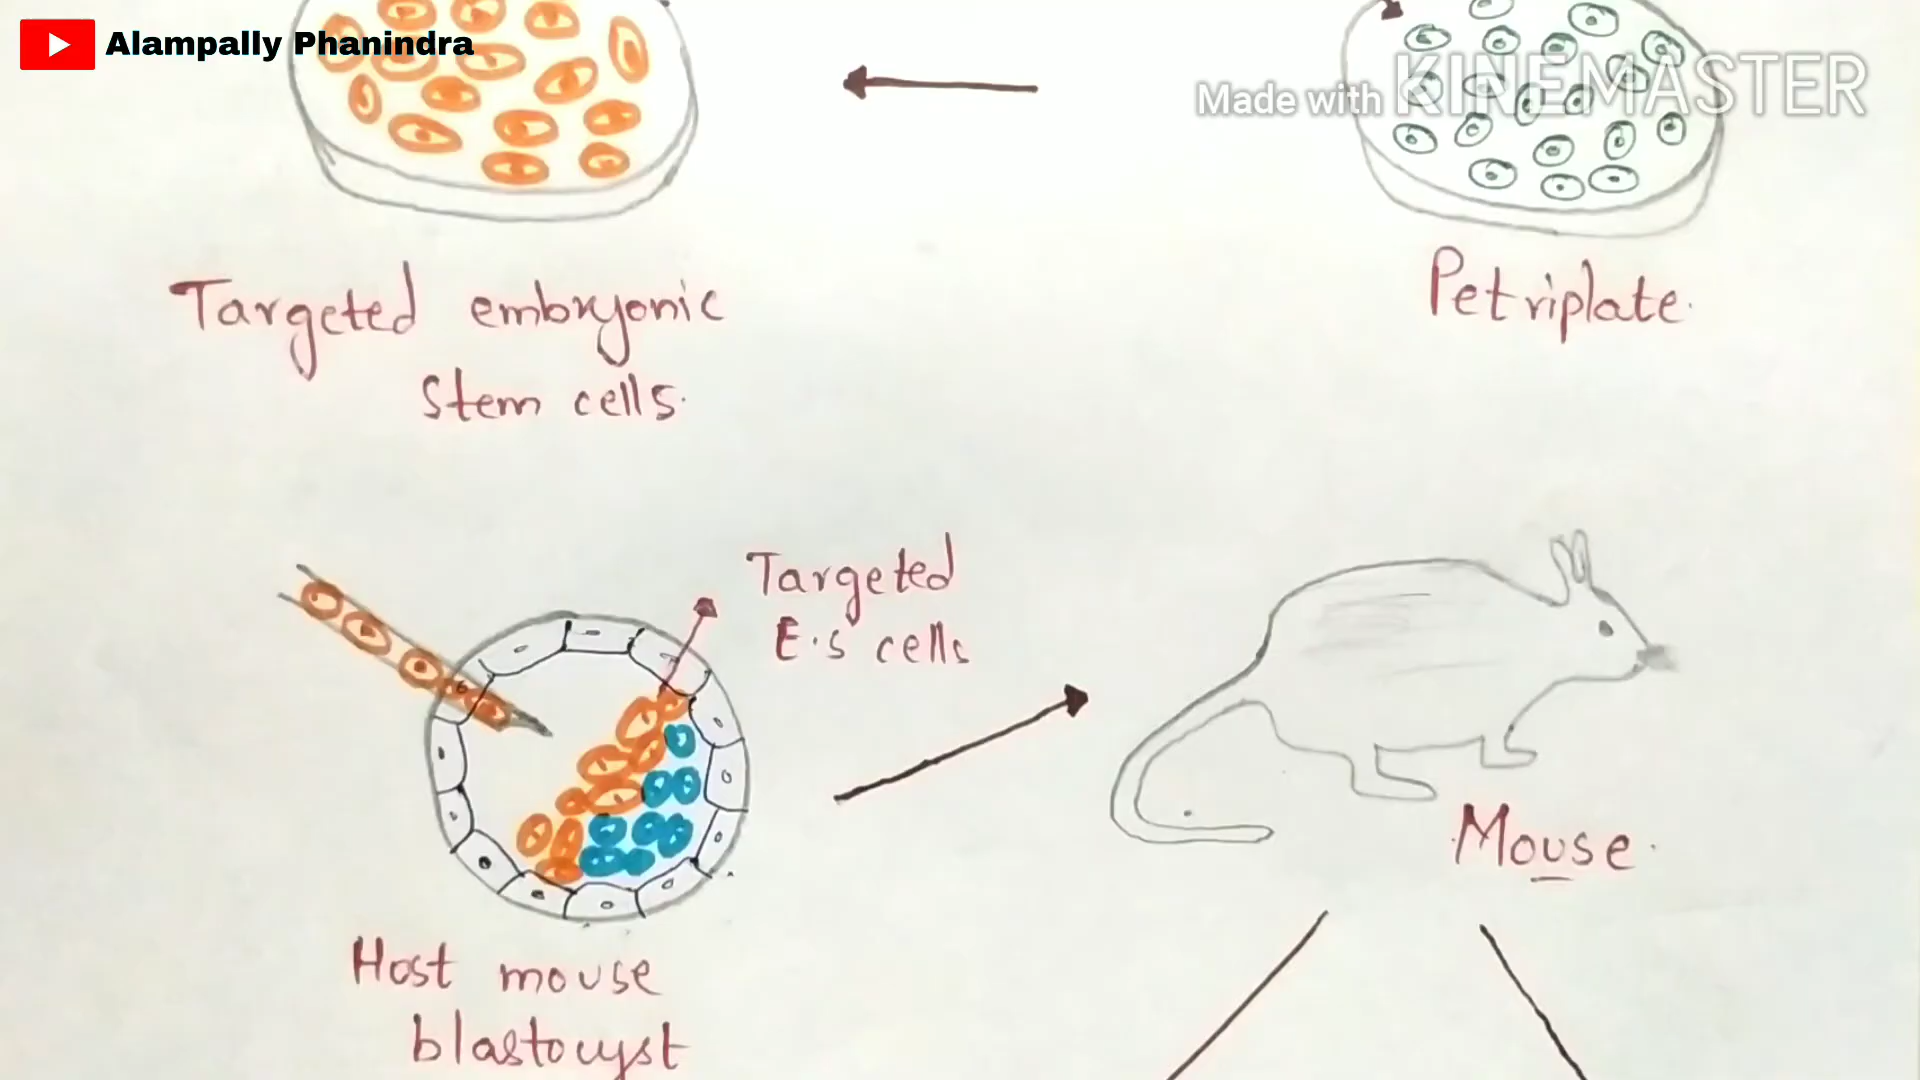 Alampally Phanindra
Made with KINEMASTER
Petriplate.
Targeted embryonic
Stem cells.
Targeted
E.S cells
Mouse.
Host mouse
blastocyst